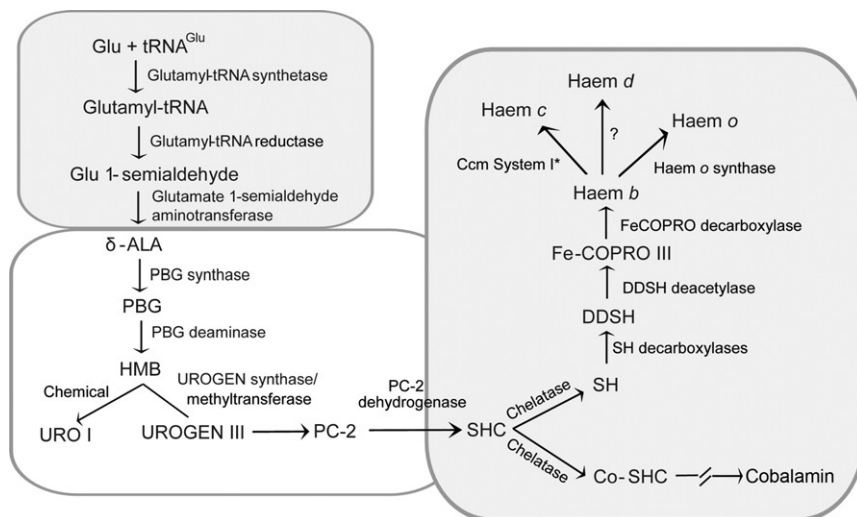 Glu + tRNA^Glu
Glutamyl-tRNA synthetase
Glutamyl-tRNA
Glutamyl-tRNA reductase
Glu 1-semialdehyde
Glutamate 1-semialdehyde
aminotransferase
δ-ALA
PBG synthase
PBG
PBG deaminase
HMB
Chemical
UROGEN synthase/
methyltransferase
URO I
UROGEN III
PC-2
PC-2
dehydrogenase
SHC
Chelatase
SH
SH decarboxylases
DDSH
DDSH deacetylase
Fe-COPRO III
FeCOPRO decarboxylase
Haem b
Ccm System I*
Haem c
?
Haem d
Haem o synthase
Haem o
Chelatase
Co-SHC
Cobalamin